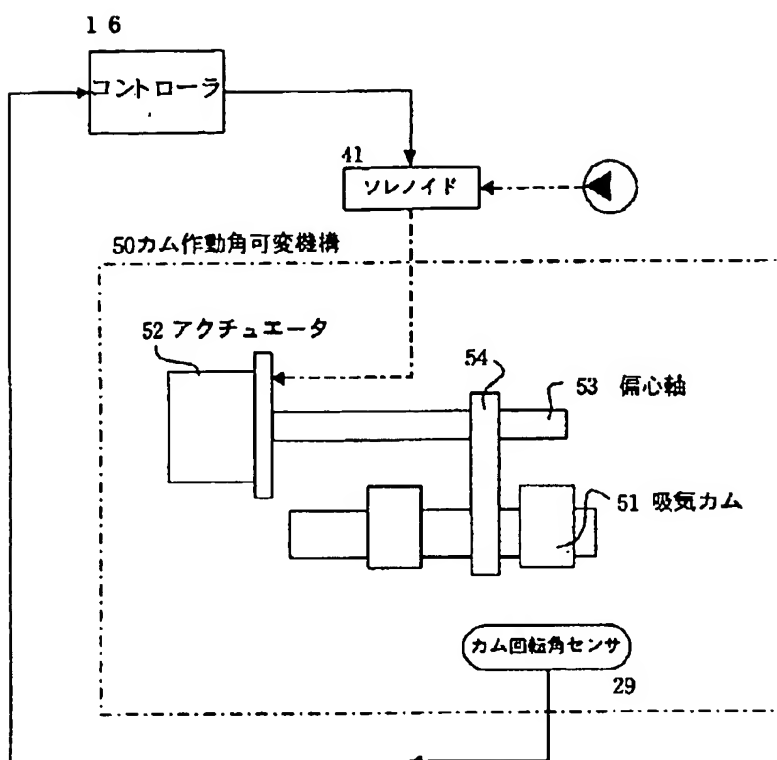 １６
コントローラ
41
ソレノイド
50カム作動角可変機構
52 アクチュエータ
54
53 偏心軸
51 吸気カム
カム回転角センサ
29